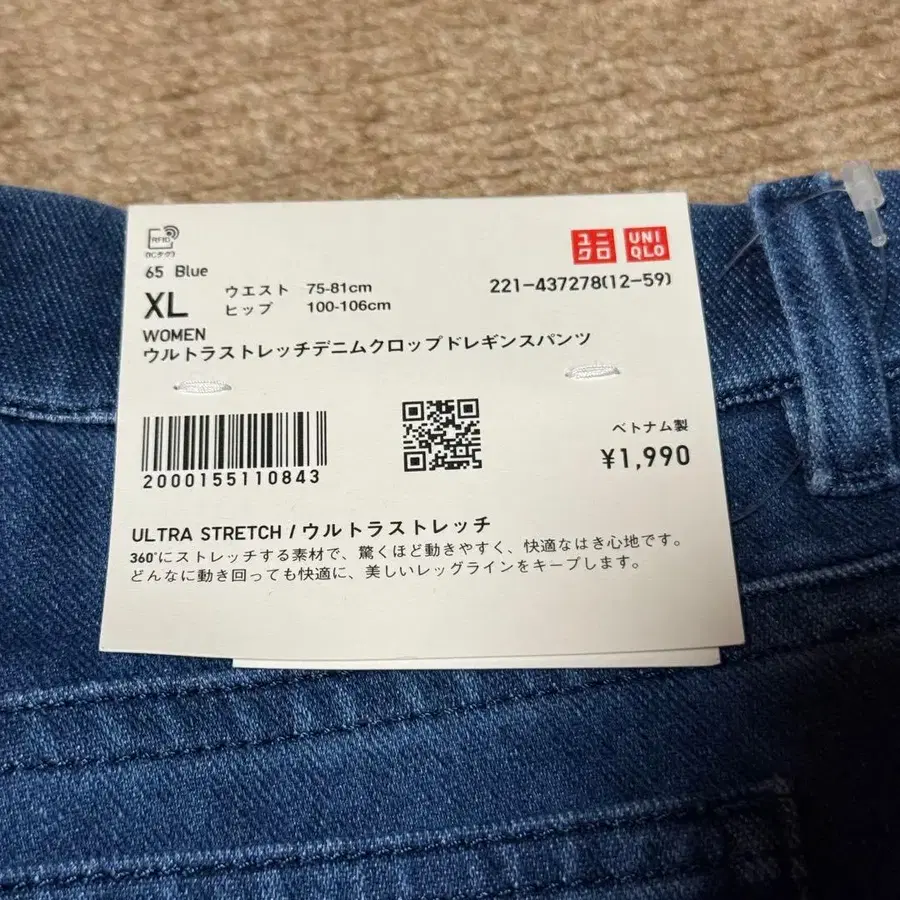 RFID
ICタグ
ユニクロ
UNIQLO
65 Blue
221-437278(12-59)
XL
ウエスト 75-81cm
ヒップ 100-106cm
WOMEN
ウルトラストレッチデニムクロップドレギンスパンツ
ベトナム製
¥1,990
2000155110843
ULTRA STRETCH / ウルトラストレッチ
360°にストレッチする素材で、驚くほど動きやすく、快適なはき心地です。
どんなに動き回っても快適に、美しいレッグラインをキープします。